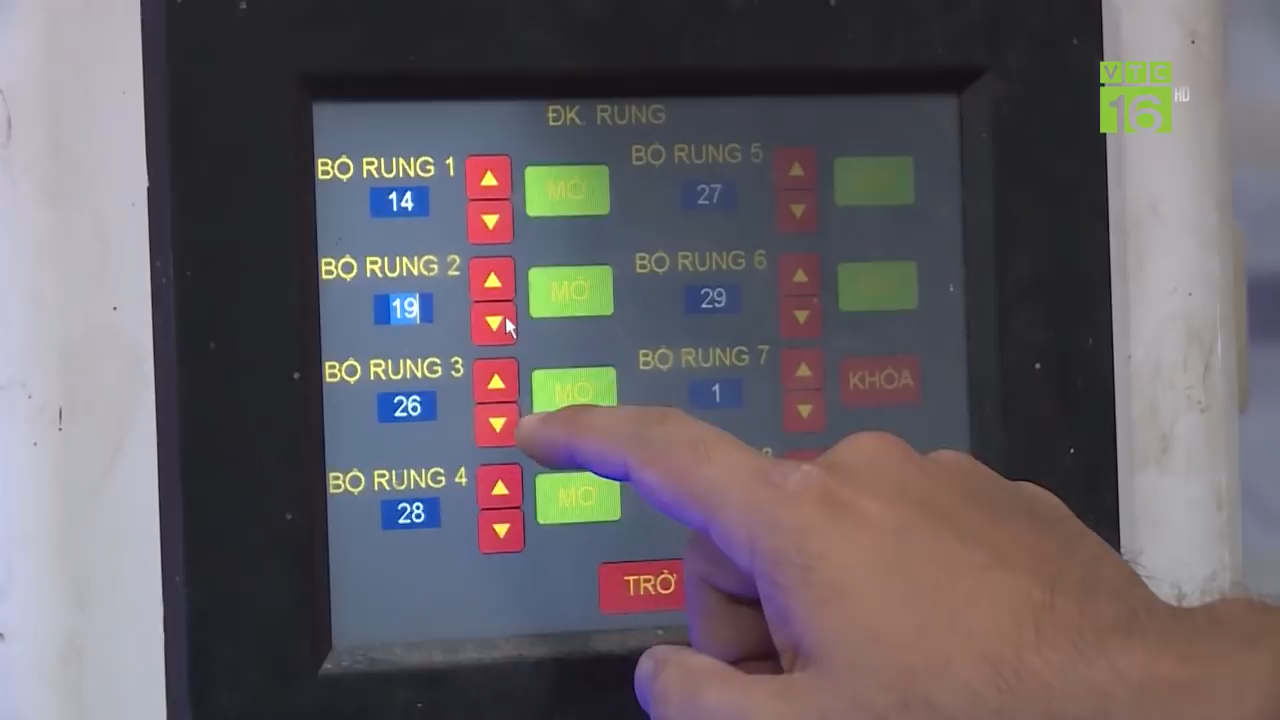 VTC
16 HD
ĐK. RUNG
BỘ RUNG 1
14
MỞ
BỘ RUNG 2
19
MỞ
BỘ RUNG 3
26
MỞ
BỘ RUNG 4
28
MỞ
BỘ RUNG 5
27
BỘ RUNG 6
29
BỘ RUNG 7
1
KHÓA
TRỞ